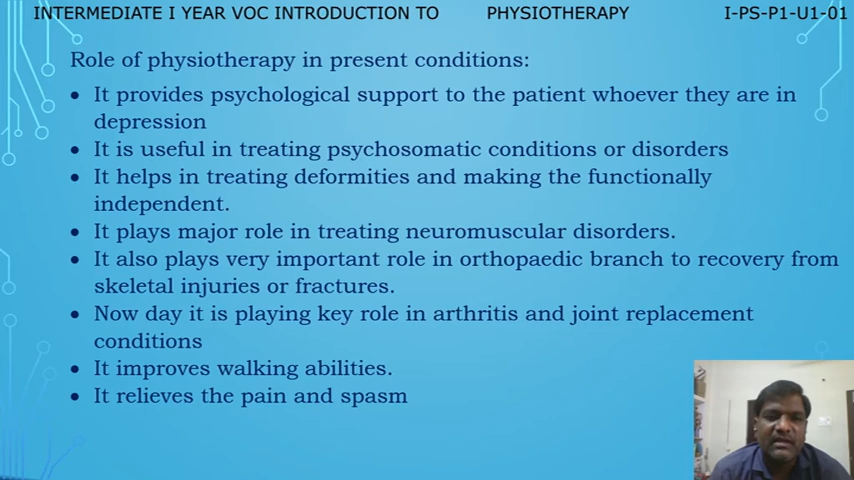 INTERMEDIATE I YEAR VOC INTRODUCTION TO PHYSIOTHERAPY I-PS-P1-U1-01
Role of physiotherapy in present conditions:
• It provides psychological support to the patient whoever they are in
depression
• It is useful in treating psychosomatic conditions or disorders
• It helps in treating deformities and making the functionally
independent.
• It plays major role in treating neuromuscular disorders.
• It also plays very important role in orthopaedic branch to recovery from
skeletal injuries or fractures.
• Now day it is playing key role in arthritis and joint replacement
conditions
• It improves walking abilities.
• It relieves the pain and spasm